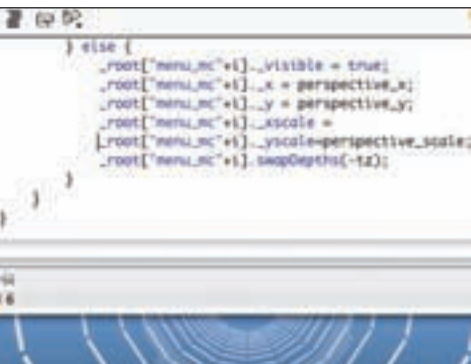 } else {
_root["menu_mc"+i]._visible = true;
_root["menu_mc"+i]._x = perspective_x;
_root["menu_mc"+i]._y = perspective_y;
_root["menu_mc"+i]._xscale =
_root["menu_mc"+i]._yscale=perspective_scale;
_root["menu_mc"+i].swapDepths(-tz);
}
}
}